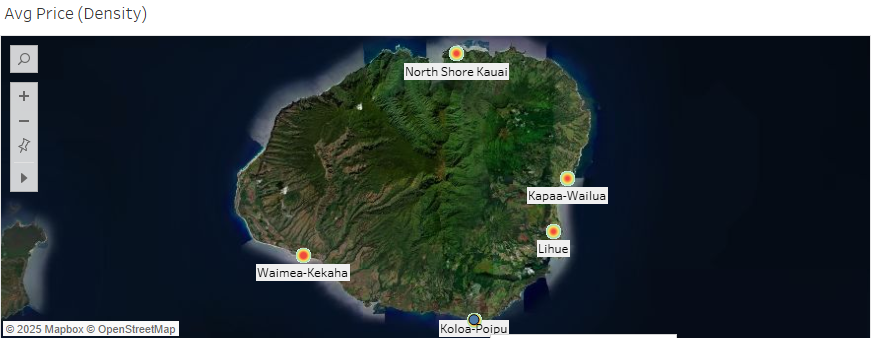 Avg Price (Density)
North Shore Kauai
Kapaa-Wailua
Lihue
Waimea-Kekaha
Koloa-Poipu
© 2025 Mapbox © OpenStreetMap